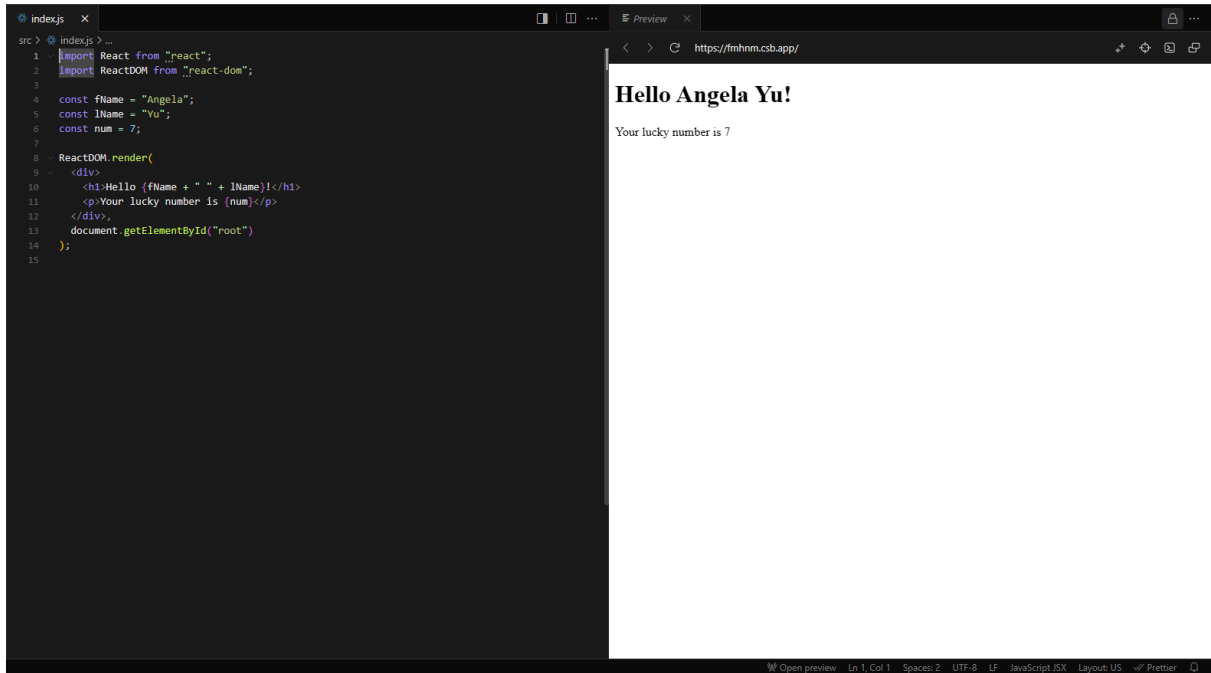 index.js
src > index.js > ...
1 import React from "react";
2 import ReactDOM from "react-dom";
3
4 const fName = "Angela";
5 const lName = "Yu";
6 const num = 7;
7
8 ReactDOM.render(
9 <div>
10 <h1>Hello {fName + " " + lName}!</h1>
11 <p>Your lucky number is {num}</p>
12 </div>,
13 document.getElementById("root")
14 );
15
Preview
https://fmhnm.csb.app/
Hello Angela Yu!
Your lucky number is 7
Open preview Ln 1, Col 1 Spaces: 2 UTF-8 LF JavaScript JSX Layout: US Prettier